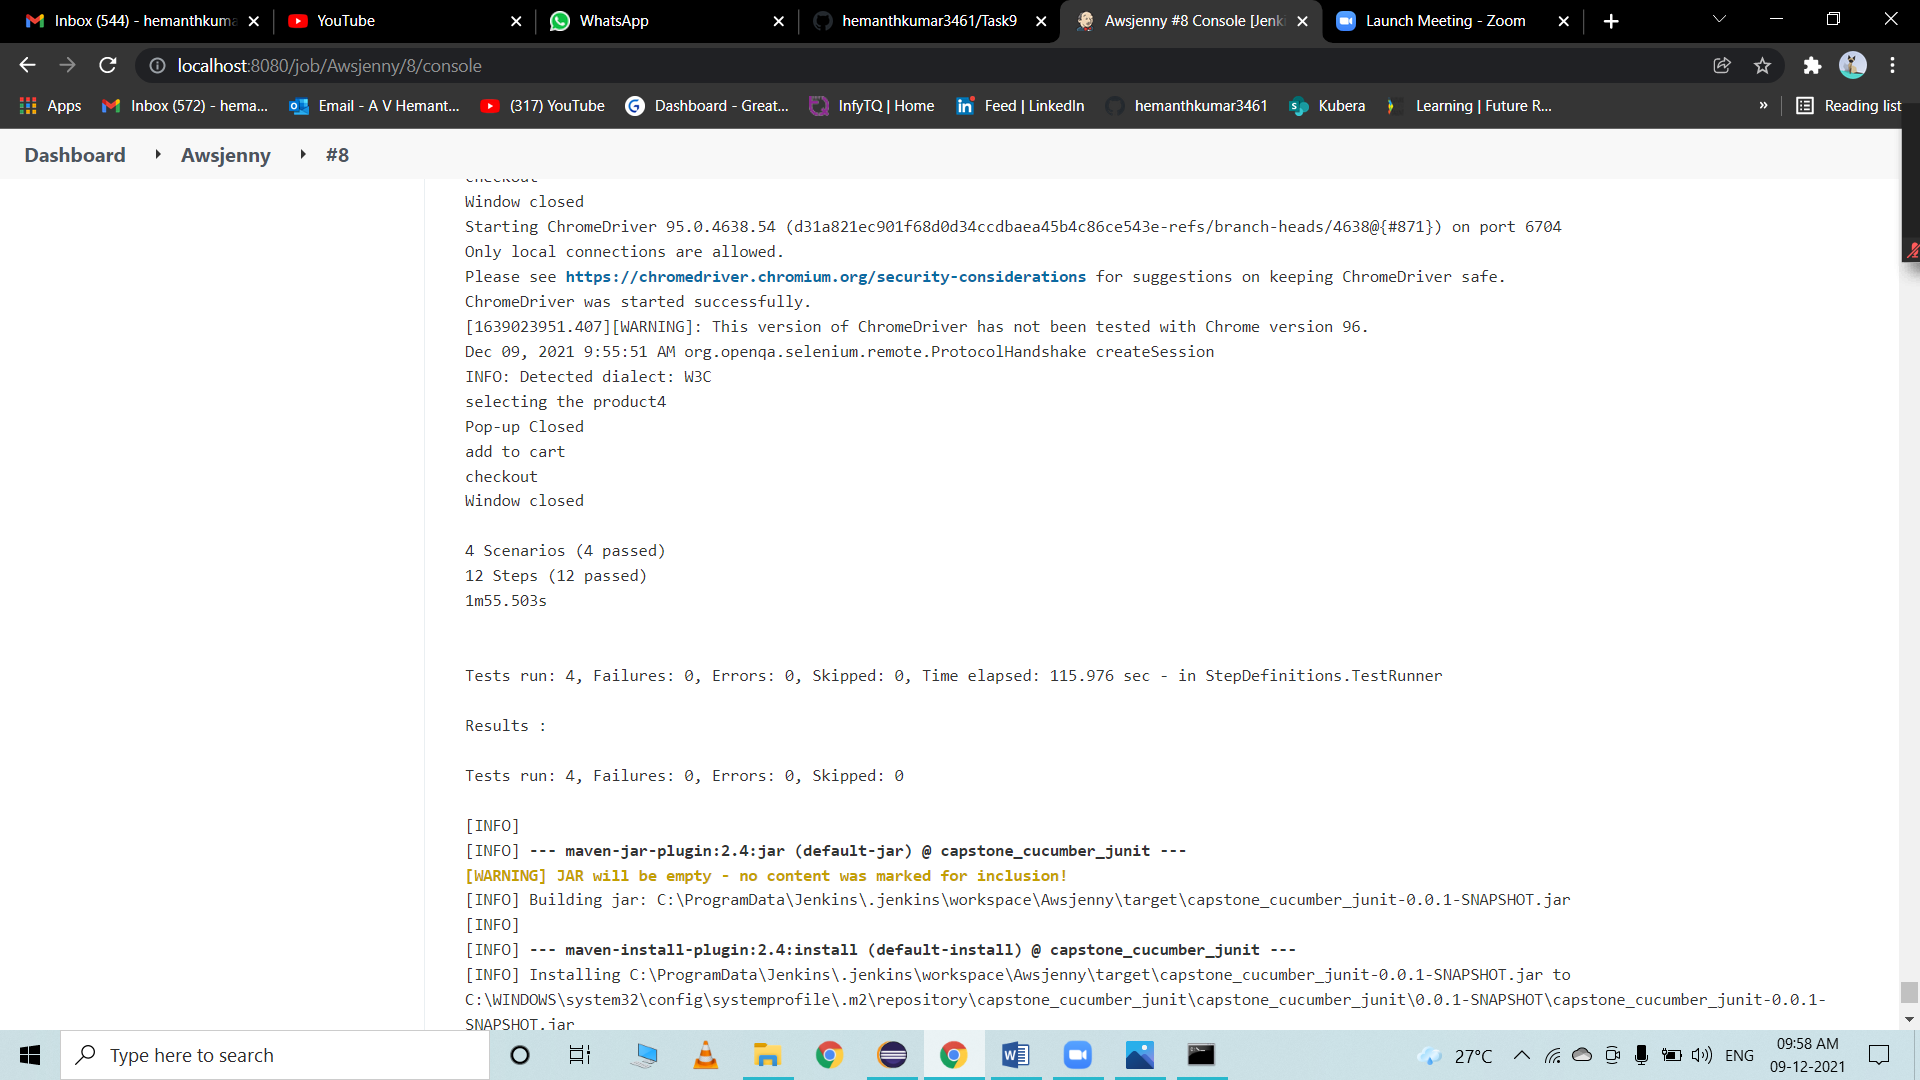 Inbox (544) - hemanthkuma
YouTube
WhatsApp
hemanthkumar3461/Task9
Awsjenny #8 Console [Jenki
Launch Meeting - Zoom
localhost:8080/job/Awsjenny/8/console
Apps
Inbox (572) - hema...
Email - A V Hemant...
(317) YouTube
Dashboard - Great...
InfyTQ | Home
Feed | LinkedIn
hemanthkumar3461
Kubera
Learning | Future R...
»
Reading list
Dashboard
Awsjenny
#8
checkout
Window closed
Starting ChromeDriver 95.0.4638.54 (d31a821ec901f68d0d34ccdbaea45b4c86ce543e-refs/branch-heads/4638@{#871}) on port 6704
Only local connections are allowed.
Please see https://chromedriver.chromium.org/security-considerations for suggestions on keeping ChromeDriver safe.
ChromeDriver was started successfully.
[1639023951.407][WARNING]: This version of ChromeDriver has not been tested with Chrome version 96.
Dec 09, 2021 9:55:51 AM org.openqa.selenium.remote.ProtocolHandshake createSession
INFO: Detected dialect: W3C
selecting the product4
Pop-up Closed
add to cart
checkout
Window closed
4 Scenarios (4 passed)
12 Steps (12 passed)
1m55.503s
Tests run: 4, Failures: 0, Errors: 0, Skipped: 0, Time elapsed: 115.976 sec - in StepDefinitions.TestRunner
Results :
Tests run: 4, Failures: 0, Errors: 0, Skipped: 0
[INFO]
[INFO] --- maven-jar-plugin:2.4:jar (default-jar) @ capstone_cucumber_junit ---
[WARNING] JAR will be empty - no content was marked for inclusion!
[INFO] Building jar: C:\ProgramData\Jenkins\.jenkins\workspace\Awsjenny\target\capstone_cucumber_junit-0.0.1-SNAPSHOT.jar
[INFO]
[INFO] --- maven-install-plugin:2.4:install (default-install) @ capstone_cucumber_junit ---
[INFO] Installing C:\ProgramData\Jenkins\.jenkins\workspace\Awsjenny\target\capstone_cucumber_junit-0.0.1-SNAPSHOT.jar to
C:\WINDOWS\system32\config\systemprofile\.m2\repository\capstone_cucumber_junit\capstone_cucumber_junit\0.0.1-SNAPSHOT\capstone_cucumber_junit-0.0.1-
SNAPSHOT.jar
Type here to search
27°C
ENG
09:58 AM
09-12-2021